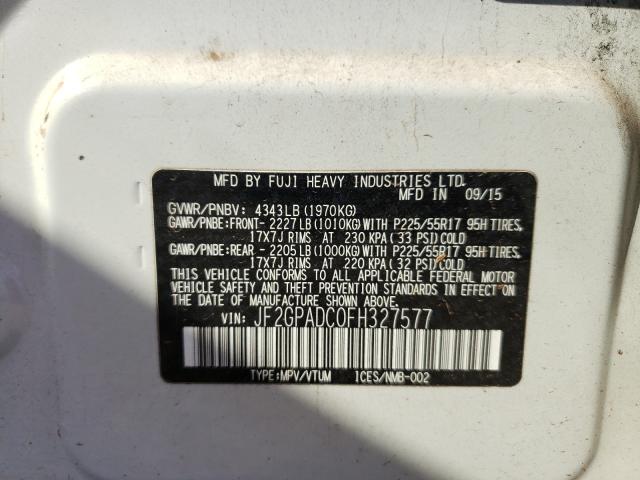 MFD BY FUJI HEAVY INDUSTRIES LTD.
MFD IN 09/15
GVWR/PNBV: 4343LB(1970KG)
GAWR/PNBE:FRONT- 2227LB(1010KG)WITH P225/55R17 95H TIRES,
17X7J RIMS AT 230 KPA(33 PSI)COLD
GAWR/PNBE:REAR - 2205LB(1000KG)WITH P225/55R17 95H TIRES,
17X7J RIMS AT 220 KPA(32 PSI)COLD
THIS VEHICLE CONFORMS TO ALL APPLICABLE FEDERAL MOTOR
VEHICLE SAFETY AND THEFT PREVENTION STANDARDS IN EFFECT ON
THE DATE OF MANUFACTURE SHOWN ABOVE.
VIN: JF2GPADC0FH327577
TYPE:MPV/VTUM ICES/NMB-002